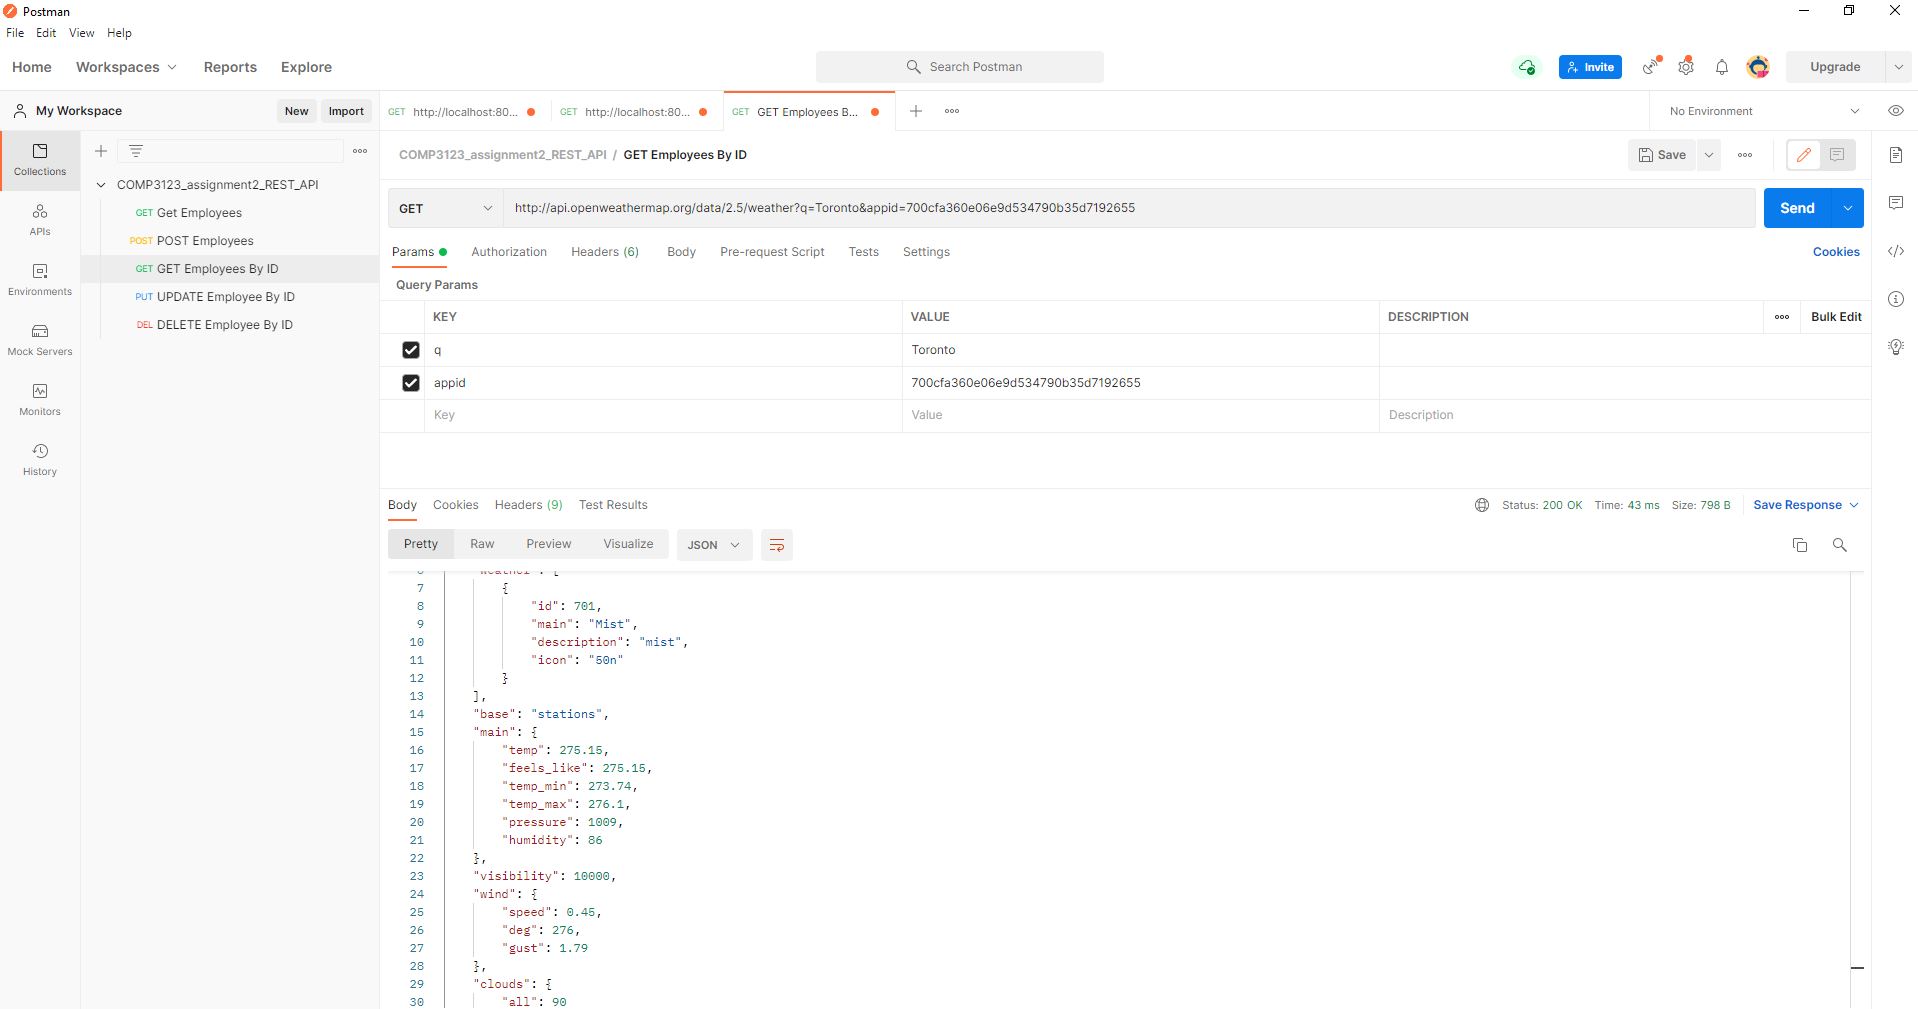 Postman
File Edit View Help
Home Workspaces Reports Explore Search Postman Invite Upgrade
My Workspace New Import GET http://localhost:80... GET http://localhost:80... GET GET Employees B... No Environment
Collections
APIs
Environments
Mock Servers
Monitors
History
COMP3123_assignment2_REST_API
GET Get Employees
POST POST Employees
GET GET Employees By ID
PUT UPDATE Employee By ID
DEL DELETE Employee By ID
COMP3123_assignment2_REST_API / GET Employees By ID Save
GET http://api.openweathermap.org/data/2.5/weather?q=Toronto&appid=700cfa360e06e9d534790b35d7192655 Send
Params Authorization Headers (6) Body Pre-request Script Tests Settings Cookies
Query Params
KEY VALUE DESCRIPTION Bulk Edit
q Toronto
appid 700cfa360e06e9d534790b35d7192655
Key Value Description
Body Cookies Headers (9) Test Results Status: 200 OK Time: 43 ms Size: 798 B Save Response
Pretty Raw Preview Visualize JSON
6 "weather": [
7 {
8 "id": 701,
9 "main": "Mist",
10 "description": "mist",
11 "icon": "50n"
12 }
13 ],
14 "base": "stations",
15 "main": {
16 "temp": 275.15,
17 "feels_like": 275.15,
18 "temp_min": 273.74,
19 "temp_max": 276.1,
20 "pressure": 1009,
21 "humidity": 86
22 },
23 "visibility": 10000,
24 "wind": {
25 "speed": 0.45,
26 "deg": 276,
27 "gust": 1.79
28 },
29 "clouds": {
30 "all": 90